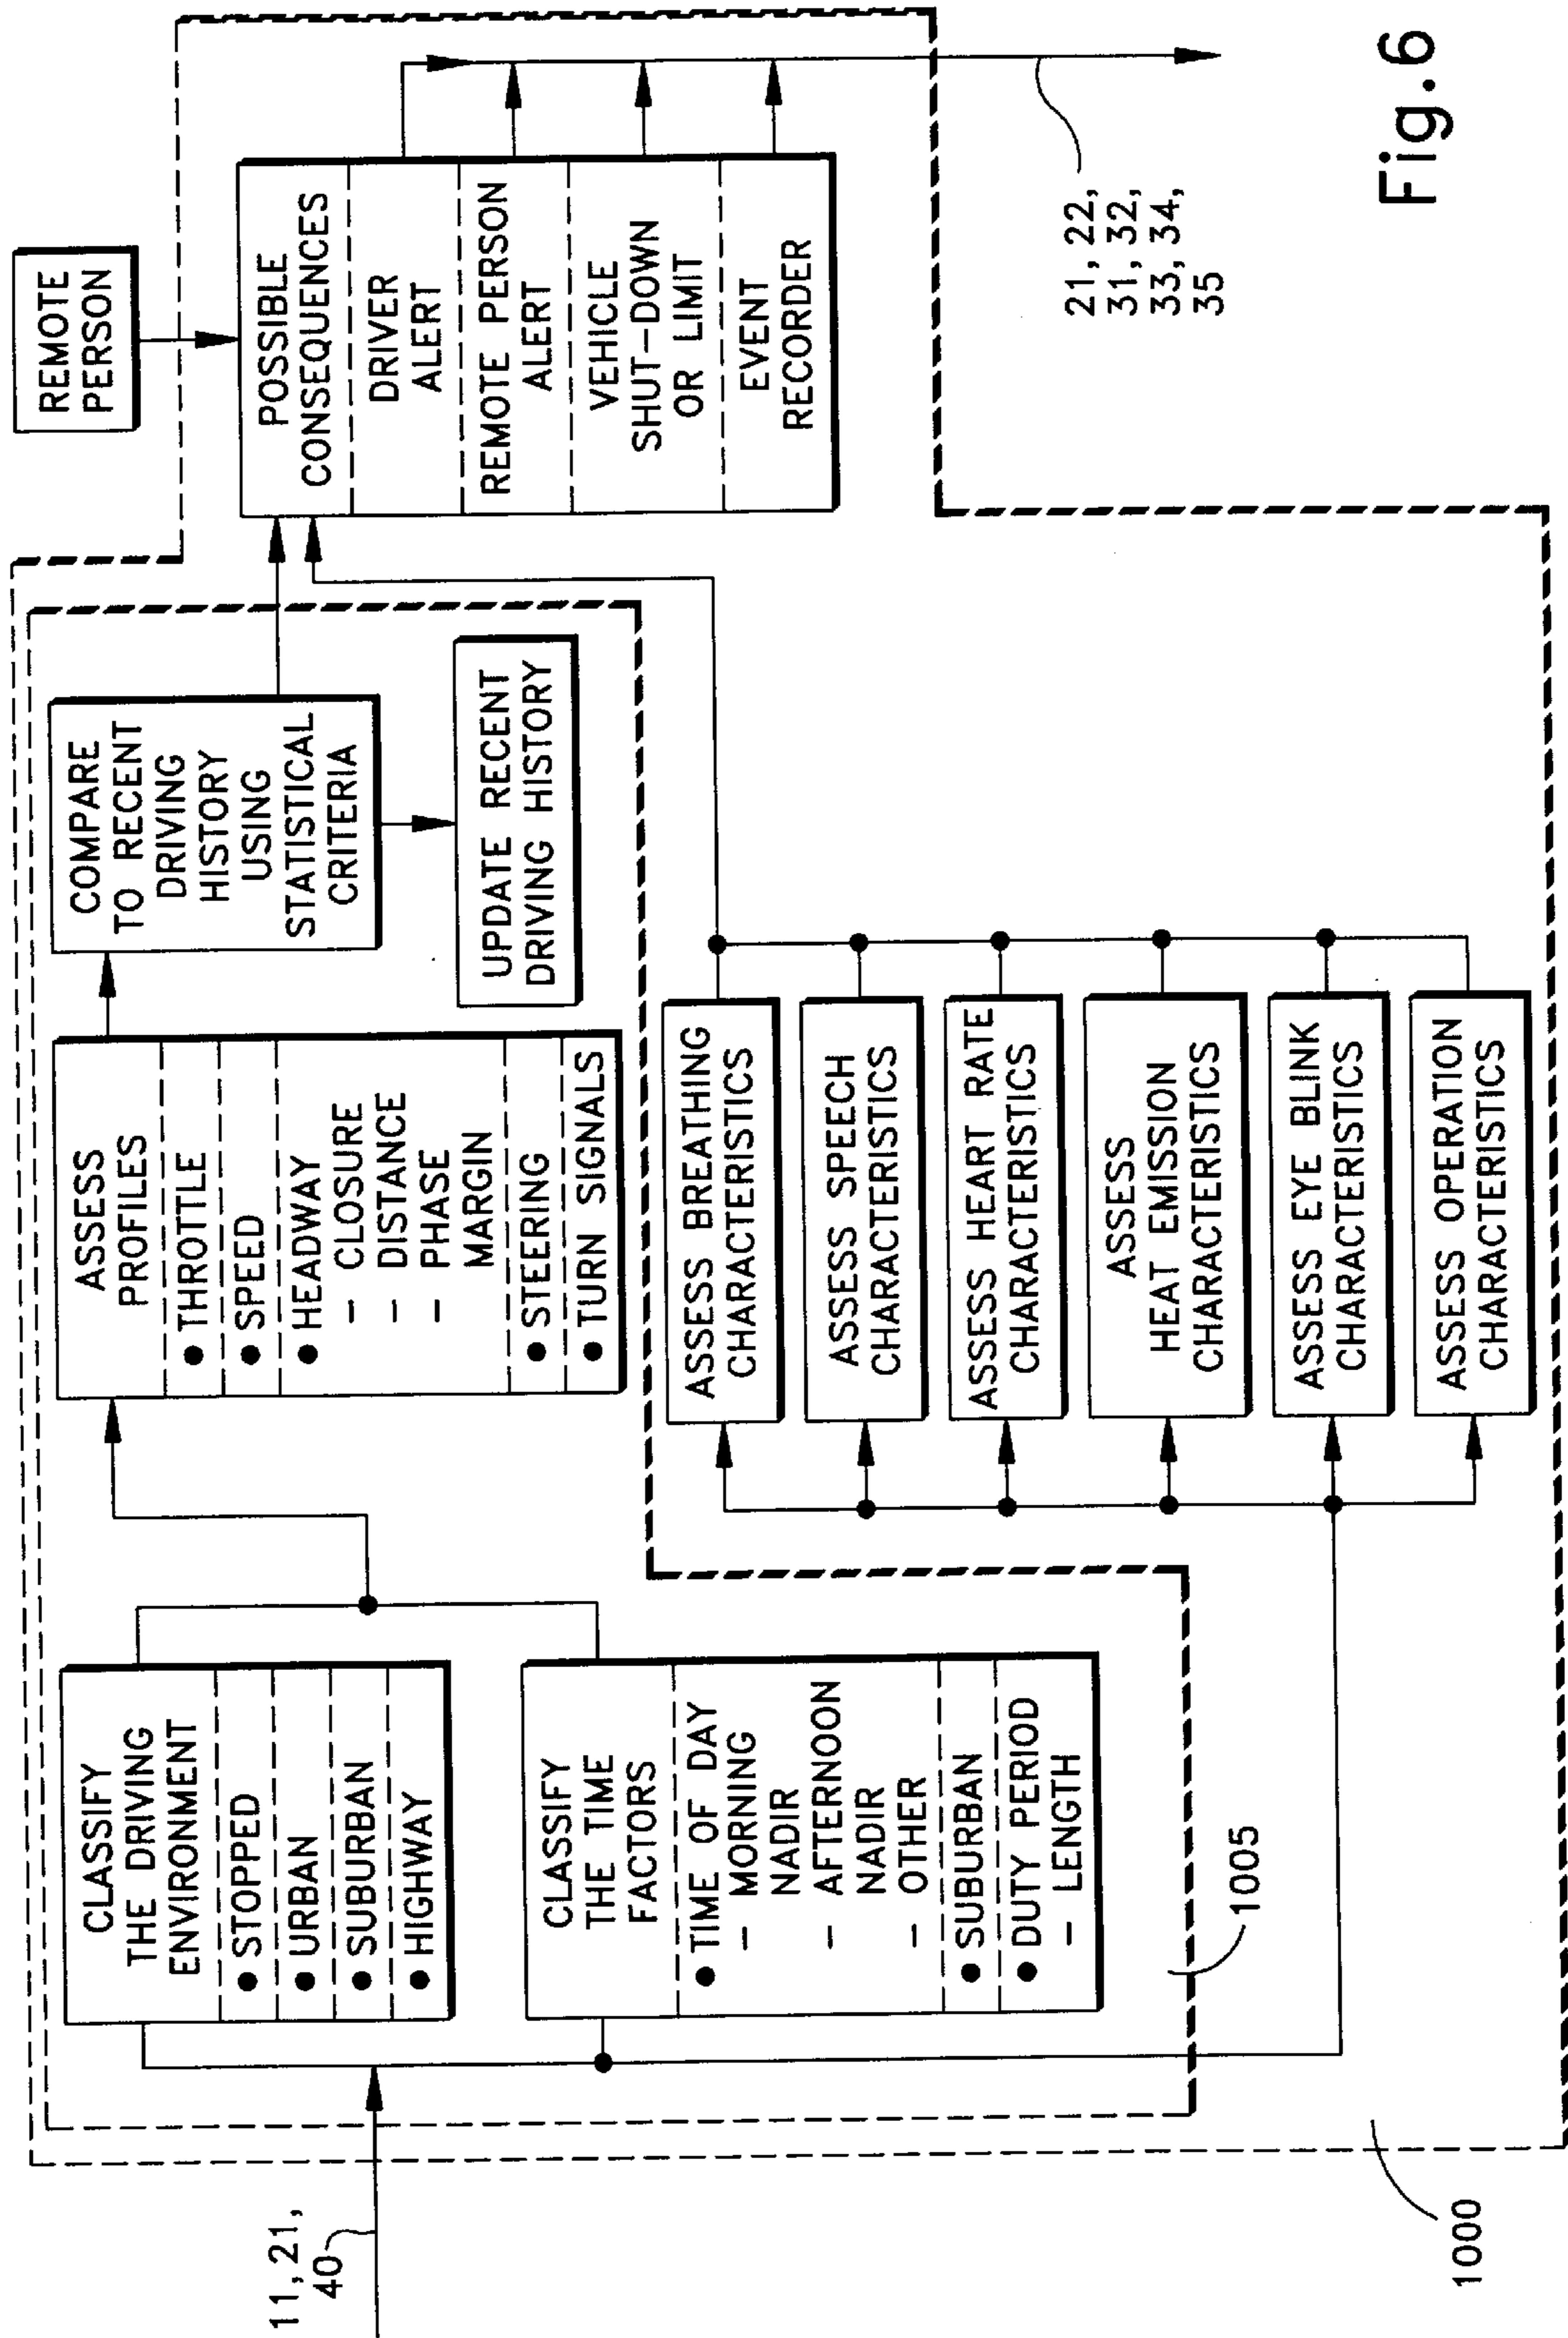 11, 21,
40
CLASSIFY
THE DRIVING
ENVIRONMENT
● STOPPED
● URBAN
● SUBURBAN
● HIGHWAY
CLASSIFY
THE TIME
FACTORS
● TIME OF DAY
- MORNING
NADIR
- AFTERNOON
NADIR
- OTHER
● SUBURBAN
● DUTY PERIOD
- LENGTH
1005
1000
ASSESS
PROFILES
● THROTTLE
● SPEED
● HEADWAY
- CLOSURE
- DISTANCE
- PHASE
MARGIN
● STEERING
● TURN SIGNALS
ASSESS BREATHING
CHARACTERISTICS
ASSESS SPEECH
CHARACTERISTICS
ASSESS HEART RATE
CHARACTERISTICS
ASSESS
HEAT EMISSION
CHARACTERISTICS
ASSESS EYE BLINK
CHARACTERISTICS
ASSESS OPERATION
CHARACTERISTICS
COMPARE
TO RECENT
DRIVING
HISTORY
USING
STATISTICAL
CRITERIA
UPDATE RECENT
DRIVING HISTORY
REMOTE
PERSON
POSSIBLE
CONSEQUENCES
DRIVER
ALERT
REMOTE PERSON
ALERT
VEHICLE
SHUT-DOWN
OR LIMIT
EVENT
RECORDER
21, 22,
31, 32,
33, 34,
35
Fig.6